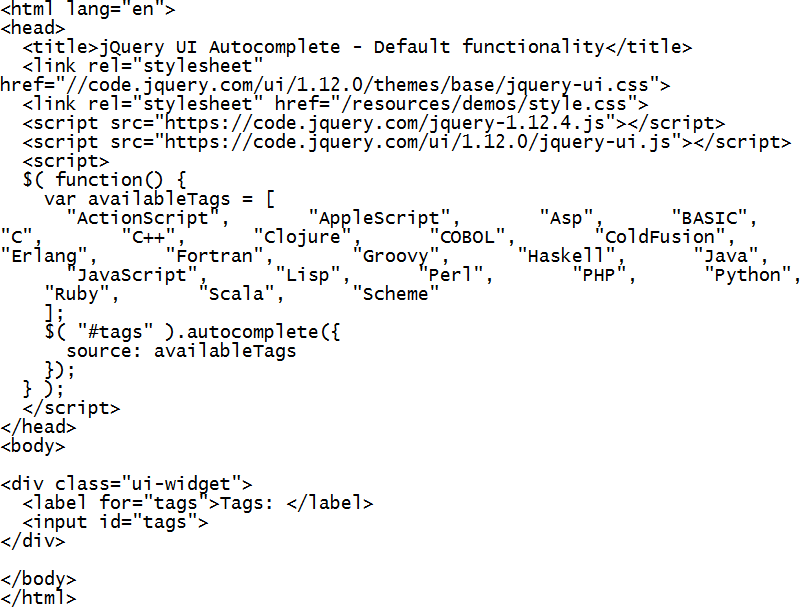 <html lang="en">
<head>
  <title>jQuery UI Autocomplete - Default functionality</title>
  <link rel="stylesheet"
href="//code.jquery.com/ui/1.12.0/themes/base/jquery-ui.css">
  <link rel="stylesheet" href="/resources/demos/style.css">
  <script src="https://code.jquery.com/jquery-1.12.4.js"></script>
  <script src="https://code.jquery.com/ui/1.12.0/jquery-ui.js"></script>
  <script>
  $( function() {
    var availableTags = [
      "ActionScript",       "AppleScript",       "Asp",      "BASIC",
"C",       "C++",      "Clojure",      "COBOL",       "ColdFusion",
"Erlang",      "Fortran",       "Groovy",      "Haskell",      "Java",
      "JavaScript",      "Lisp",      "Perl",       "PHP",      "Python",
    "Ruby",       "Scala",      "Scheme"
    ];
    $( "#tags" ).autocomplete({
      source: availableTags
    });
  } );
  </script>
</head>
<body>

<div class="ui-widget">
  <label for="tags">Tags: </label>
  <input id="tags">
</div>

</body>
</html>